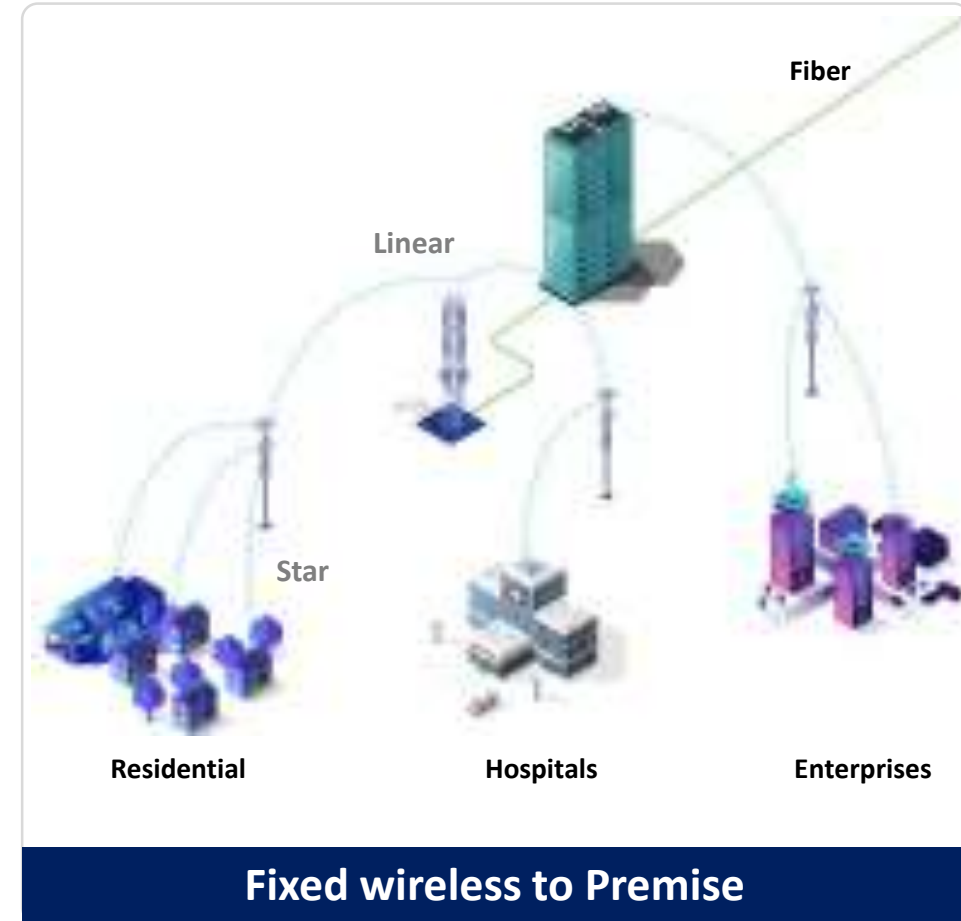 Fiber
Linear
Star
Residential
Hospitals
Enterprises
Fixed wireless to Premise